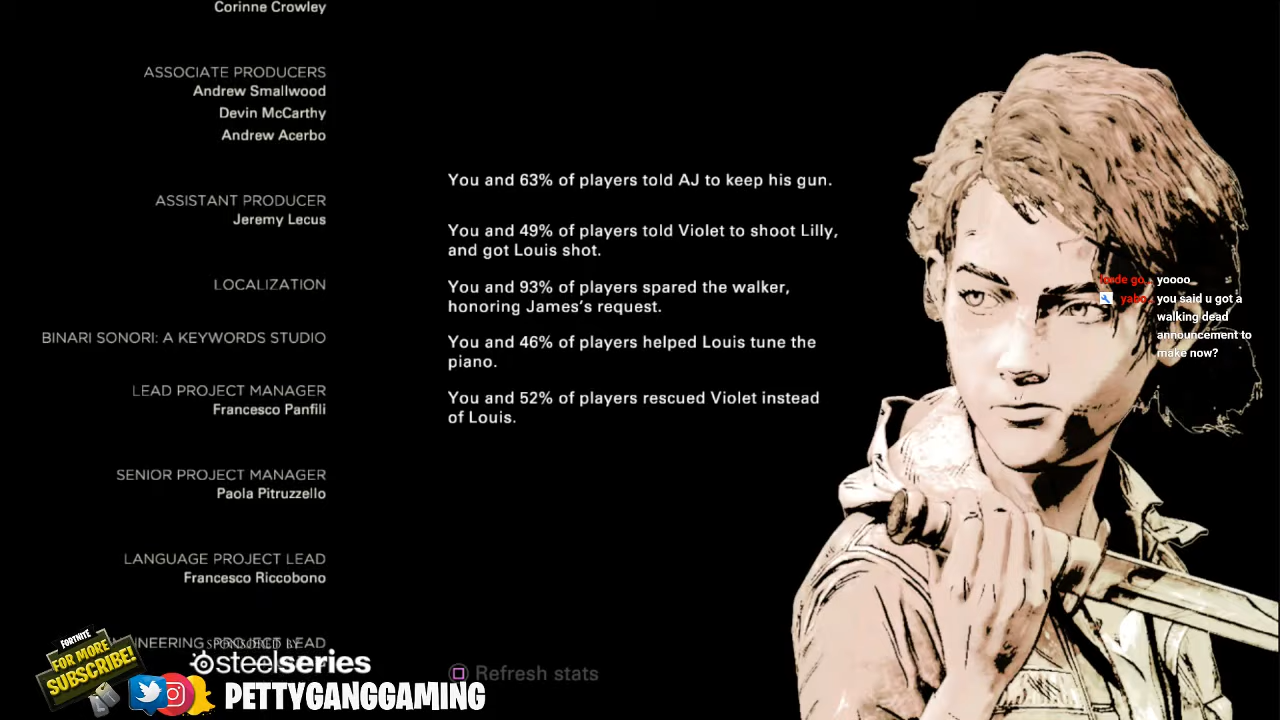 Corinne Crowley
ASSOCIATE PRODUCERS
Andrew Smallwood
Devin McCarthy
Andrew Acerbo
ASSISTANT PRODUCER
Jeremy Lecus
LOCALIZATION
BINARI SONORI: A KEYWORDS STUDIO
LEAD PROJECT MANAGER
Francesco Panfili
SENIOR PROJECT MANAGER
Paola Pitruzzello
LANGUAGE PROJECT LEAD
Francesco Riccobono
PROJECT LEAD
You and 63% of players told AJ to keep his gun.
You and 49% of players told Violet to shoot Lilly,
and got Louis shot.
You and 93% of players spared the walker,
honoring James's request.
You and 46% of players helped Louis tune the
piano.
You and 52% of players rescued Violet instead
of Louis.
Refresh stats
yoooo
you said u got a
walking dead
announcement to
make now?
FORTNITE
FOR MORE
SUBSCRIBE!
SPONSORED BY
steelseries
PETTYGANGGAMING